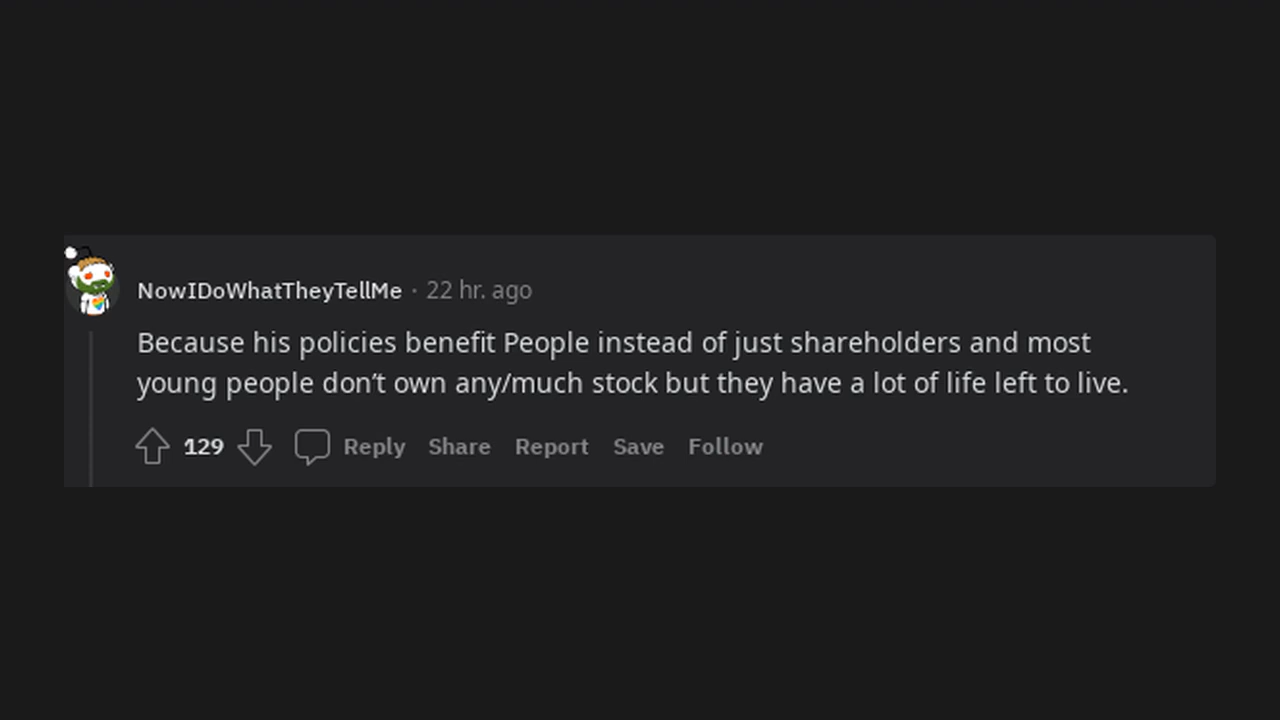 NowIDoWhatTheyTellMe · 22 hr. ago
Because his policies benefit People instead of just shareholders and most
young people don’t own any/much stock but they have a lot of life left to live.
129 Reply Share Report Save Follow